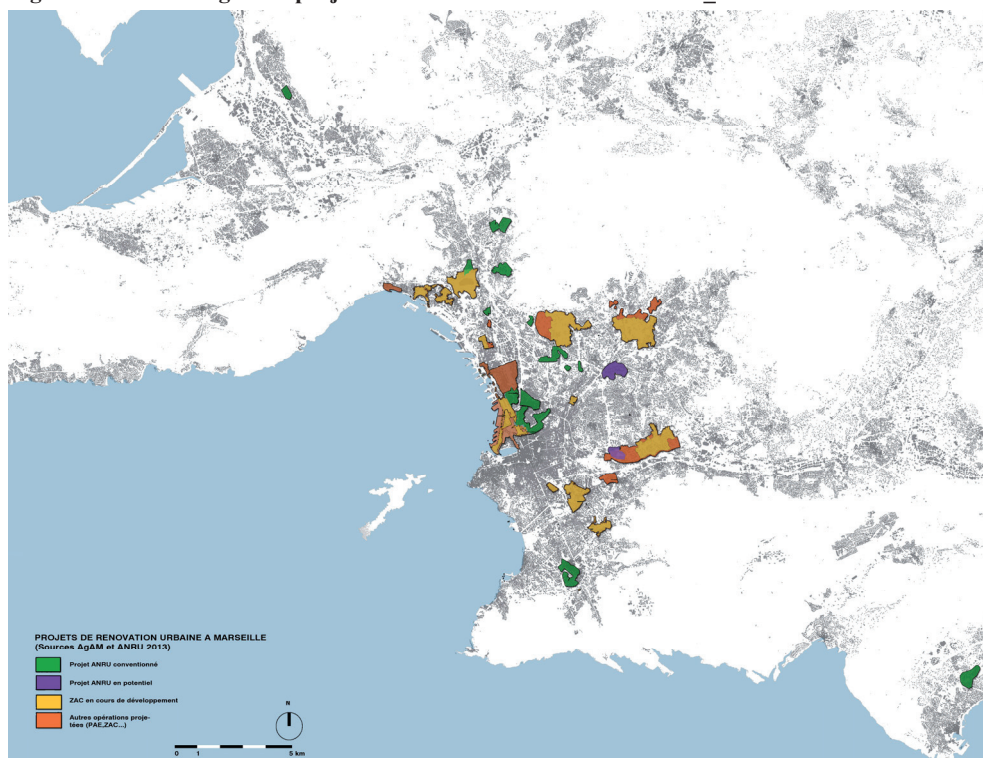 PROJETS DE RENOVATION URBAINE A MARSEILLE
(Sources AgAM et ANRU 2013)
Projet ANRU conventionné
Projet ANRU en potentiel
ZAC en cours de développement
Autres opérations proje-
tées (PAE,ZAC...)
N
0 1 5 km